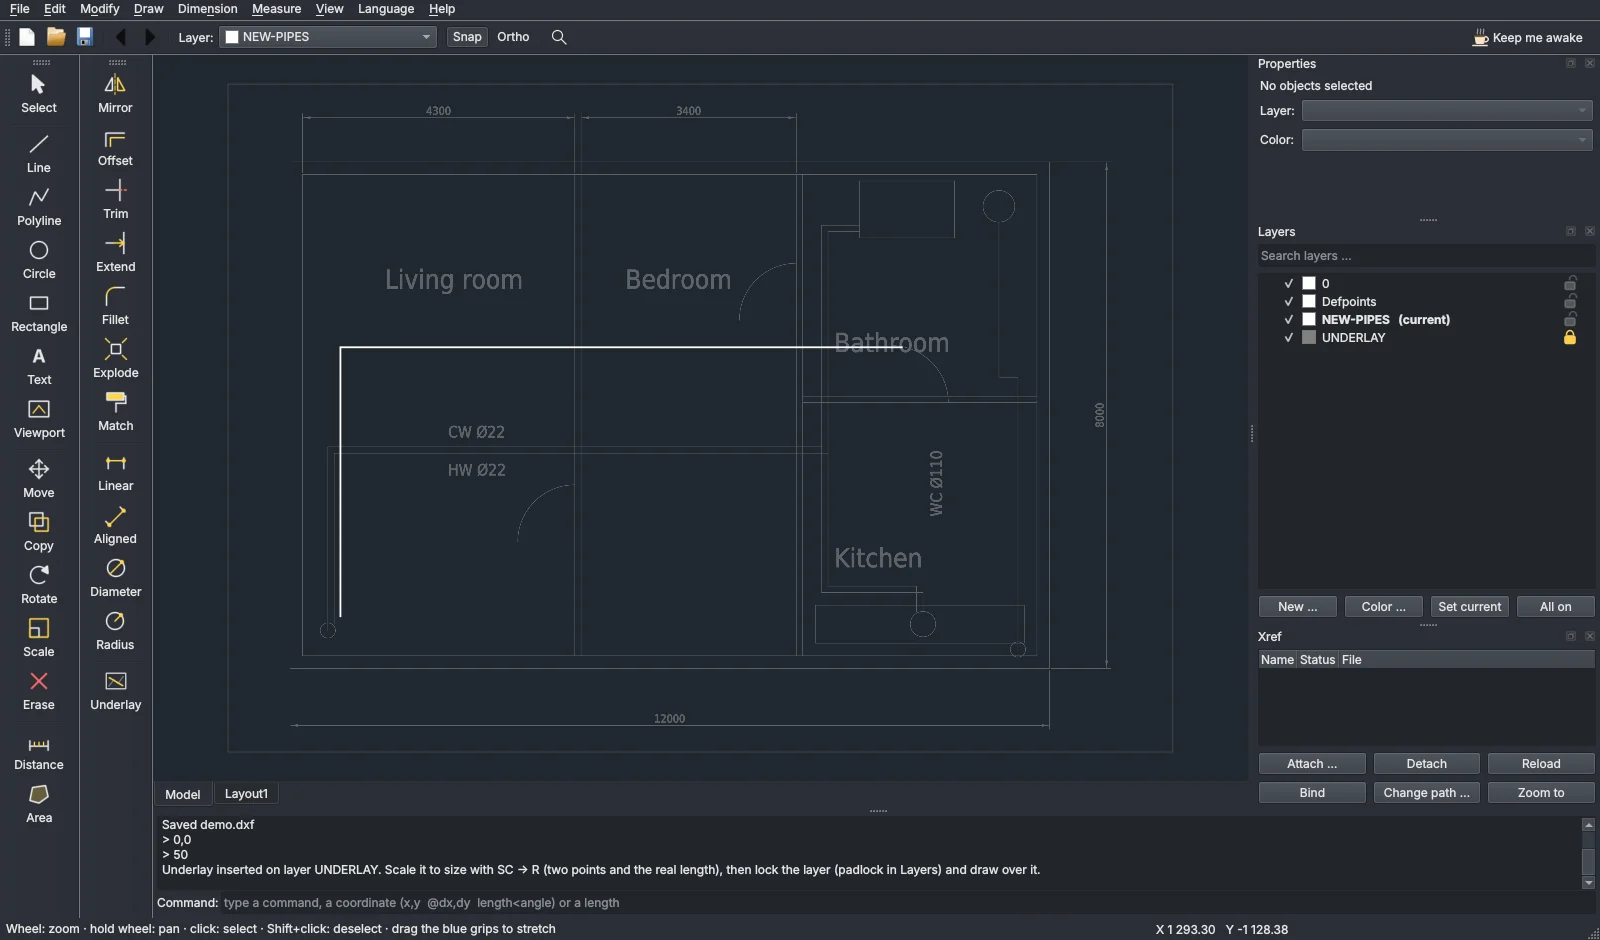 File Edit Modify Draw Dimension Measure View Language Help
Layer: NEW-PIPES Snap Ortho Keep me awake
Select
Line
Polyline
Circle
Rectangle
Text
Viewport
Move
Copy
Rotate
Scale
Erase
Distance
Area
Mirror
Offset
Trim
Extend
Fillet
Explode
Match
Linear
Aligned
Diameter
Radius
Underlay
4300 3400
Living room Bedroom
Bathroom
CW Ø22
HW Ø22
WC Ø110
8000
Kitchen
12000
Properties
No objects selected
Layer:
Color:
Layers
Search layers ...
0
Defpoints
NEW-PIPES (current)
UNDERLAY
New ... Color ... Set current All on
Xref
Name Status File
Attach ... Detach Reload
Bind Change path ... Zoom to
Model Layout1
Saved demo.dxf
> 0,0
> 50
Underlay inserted on layer UNDERLAY. Scale it to size with SC → R (two points and the real length), then lock the layer (padlock in Layers) and draw over it.
Command: type a command, a coordinate (x,y @dx,dy length<angle) or a length
Wheel: zoom · hold wheel: pan · click: select · Shift+click: deselect · drag the blue grips to stretch X 1 293.30 Y -1 128.38